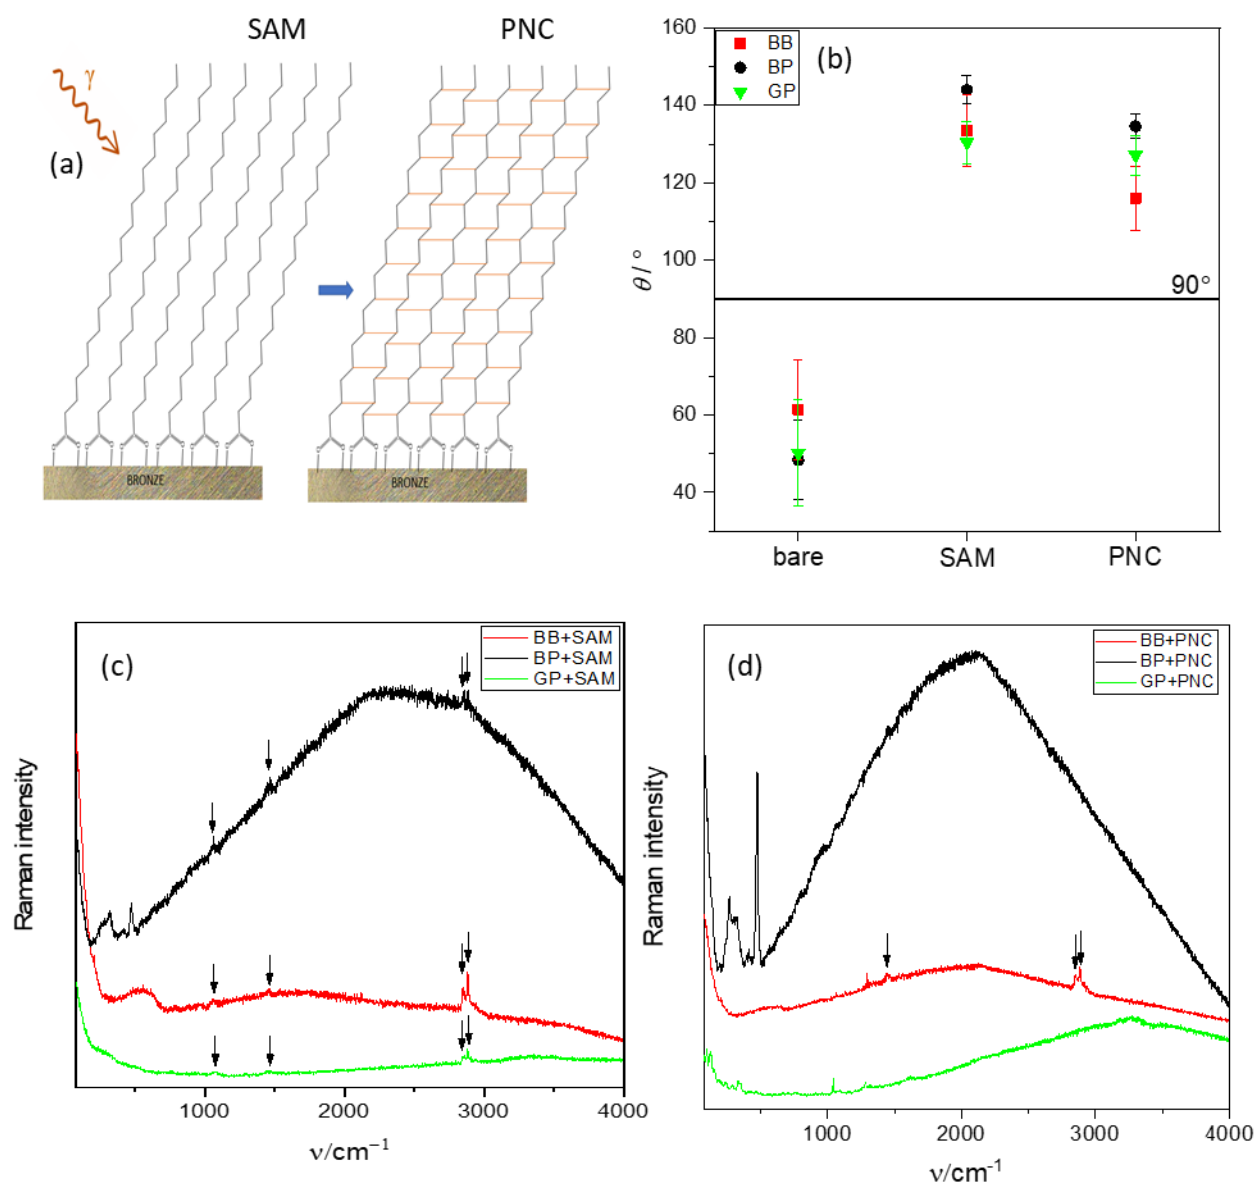 SAM
PNC
γ
(a)
BRONZE
BRONZE
160
140
120
100
80
60
40
θ / °
BB
BP
GP
(b)
90°
bare
SAM
PNC
(c)
BB+SAM
BP+SAM
GP+SAM
Raman intensity
1000
2000
3000
4000
ν/cm⁻¹
(d)
BB+PNC
BP+PNC
GP+PNC
Raman intensity
1000
2000
3000
4000
ν/cm⁻¹